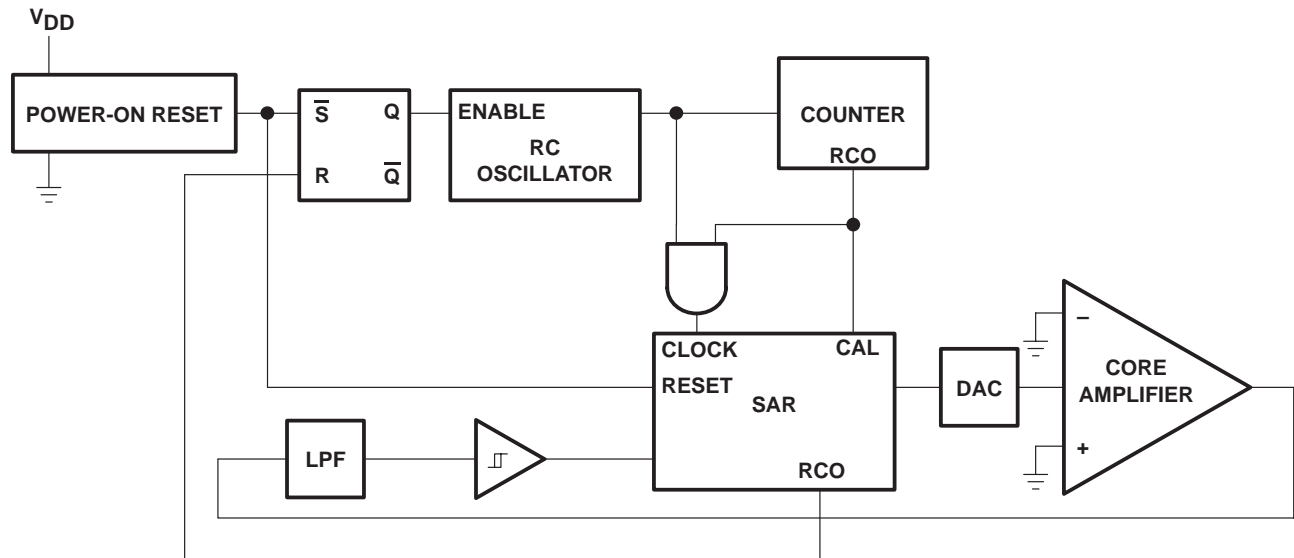 VDD
POWER-ON RESET
S̅ Q
R Q̅
ENABLE
RC
OSCILLATOR
COUNTER
RCO
CLOCK CAL
RESET
SAR
RCO
DAC
–
CORE
AMPLIFIER
+
LPF